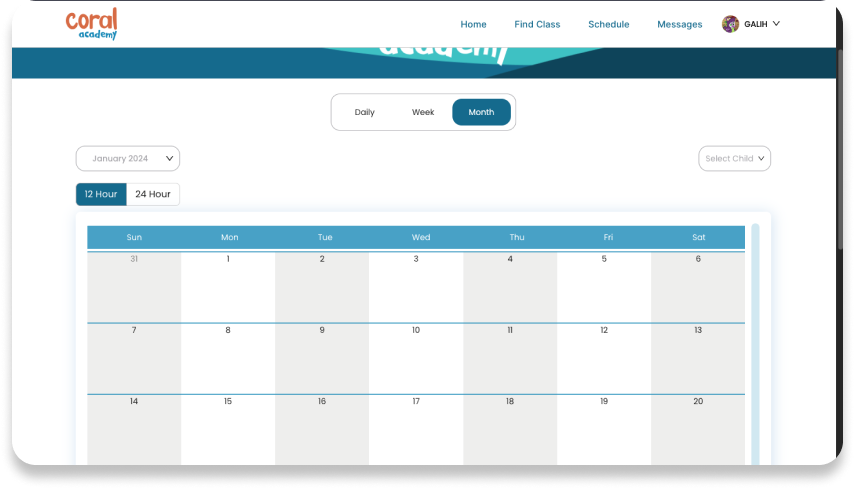 coral
academy
Home Find Class Schedule Messages GALIH
academy
Daily Week Month
January 2024 Select Child
12 Hour 24 Hour
Sun Mon Tue Wed Thu Fri Sat
31 1 2 3 4 5 6
7 8 9 10 11 12 13
14 15 16 17 18 19 20